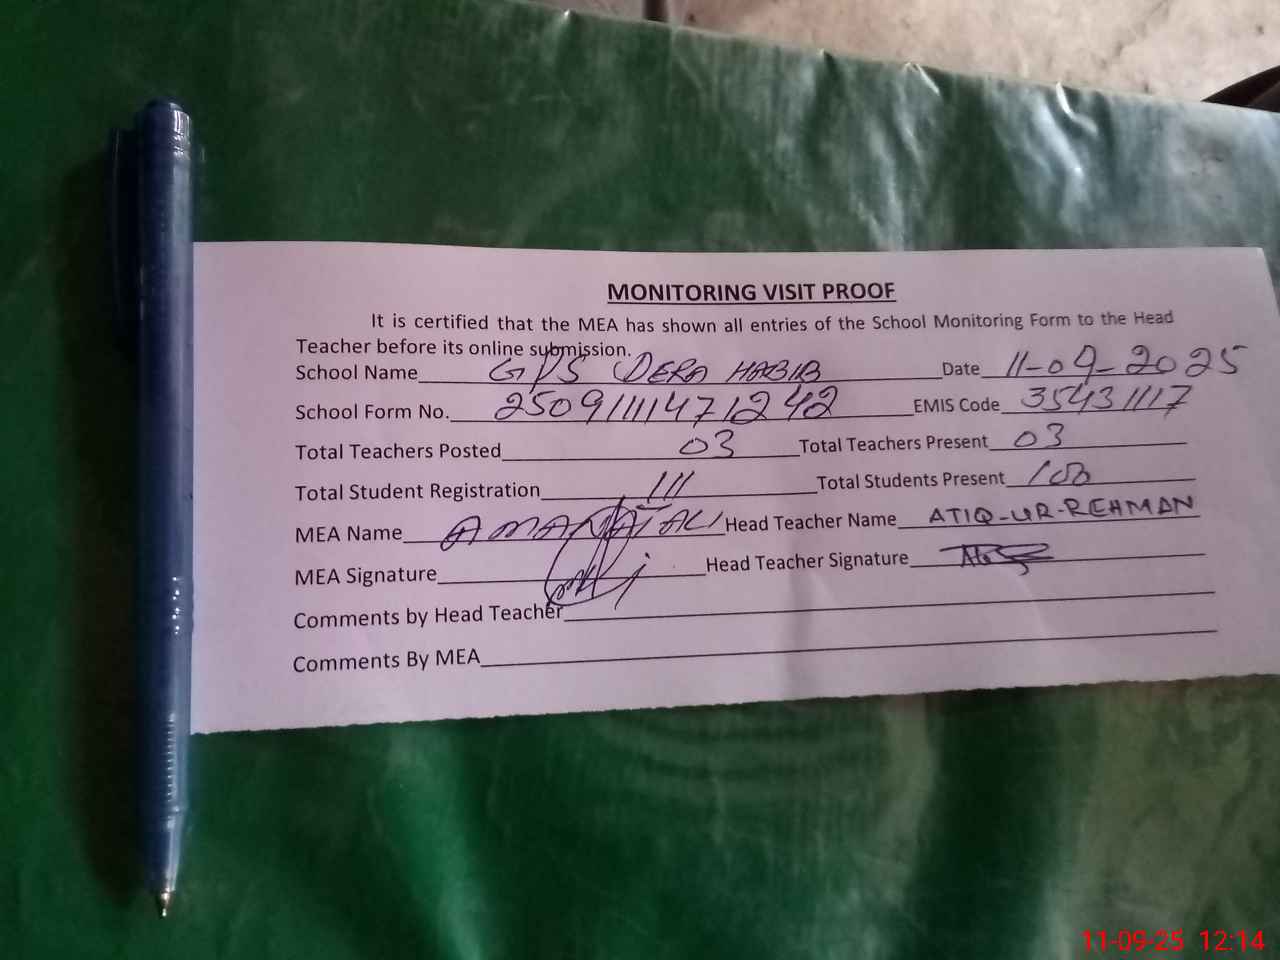 MONITORING VISIT PROOF
It is certified that the MEA has shown all entries of the School Monitoring Form to the Head
Teacher before its online submission.
School Name GPS DERA HABIB Date 11-09-2025
School Form No. 25091111471242 EMIS Code 35431117
Total Teachers Posted 03 Total Teachers Present 03
Total Student Registration 111 Total Students Present 100
MEA Name AMANAT ALI Head Teacher Name ATIQ-UR-REHMAN
MEA Signature Head Teacher Signature
Comments by Head Teacher
Comments By MEA
11-09-25 12:14